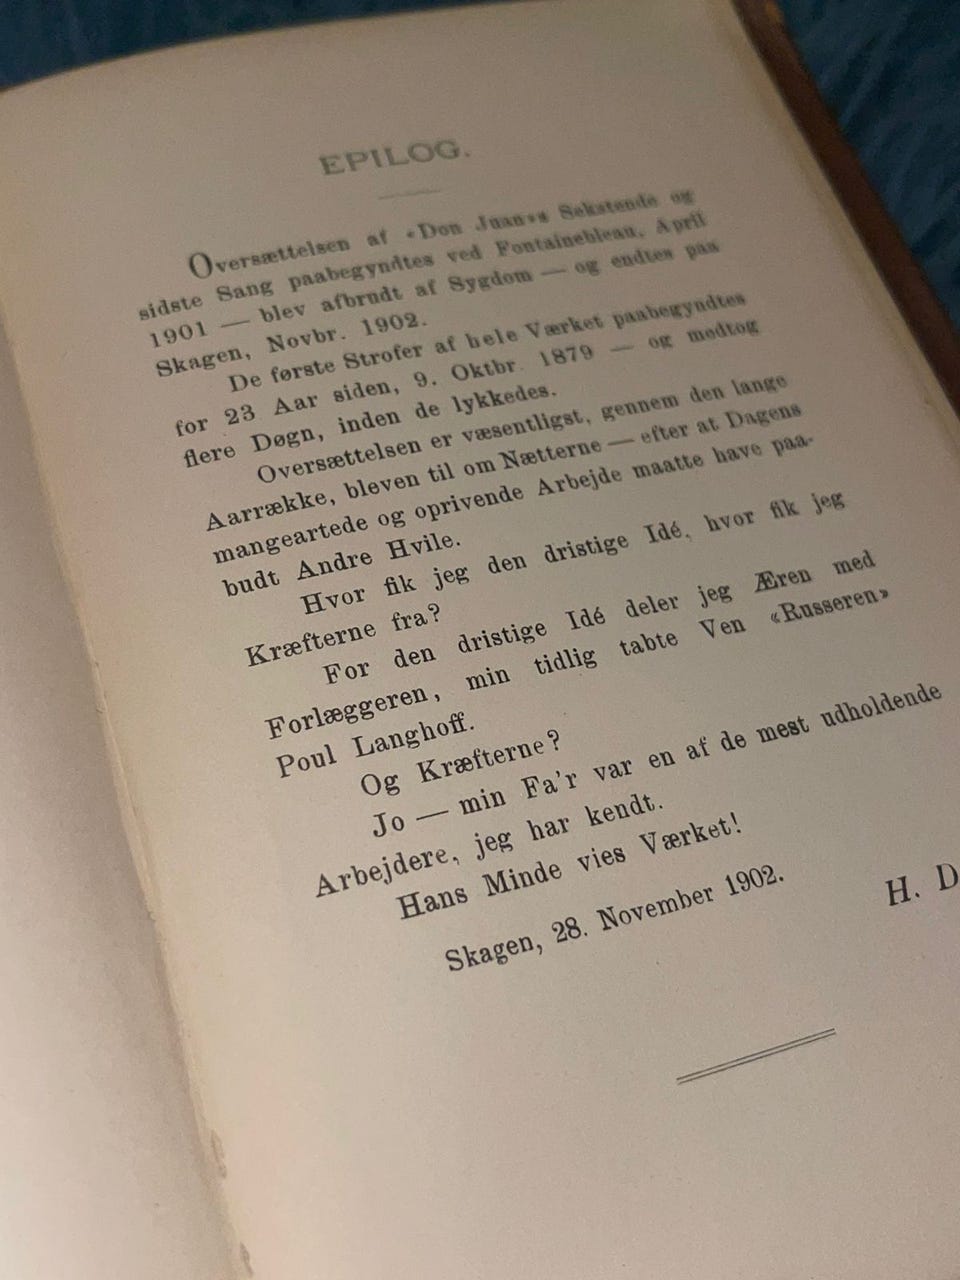 EPILOG.
Oversættelsen af «Don Juan»s Sekstende og
sidste Sang paabegyndtes ved Fontainebleau, April
1901 — blev afbrudt af Sygdom — og endtes paa
Skagen, Novbr. 1902.
De første Strofer af hele Værket paabegyndtes
for 23 Aar siden, 9. Oktbr. 1879 — og medtog
flere Døgn, inden de lykkedes.
Oversættelsen er væsentligst, gennem den lange
Aarrække, bleven til om Nætterne — efter at Dagens
mangeartede og oprivende Arbejde maatte have paa-
budt Andre Hvile.
Hvor fik jeg den dristige Idé, hvor fik jeg
Kræfterne fra?
For den dristige Idé deler jeg Æren med
Forlæggeren, min tidlig tabte Ven «Russeren»
Poul Langhoff.
Og Kræfterne?
Jo — min Fa'r var en af de mest udholdende
Arbejdere, jeg har kendt.
Hans Minde vies Værket!
Skagen, 28. November 1902.
H. D